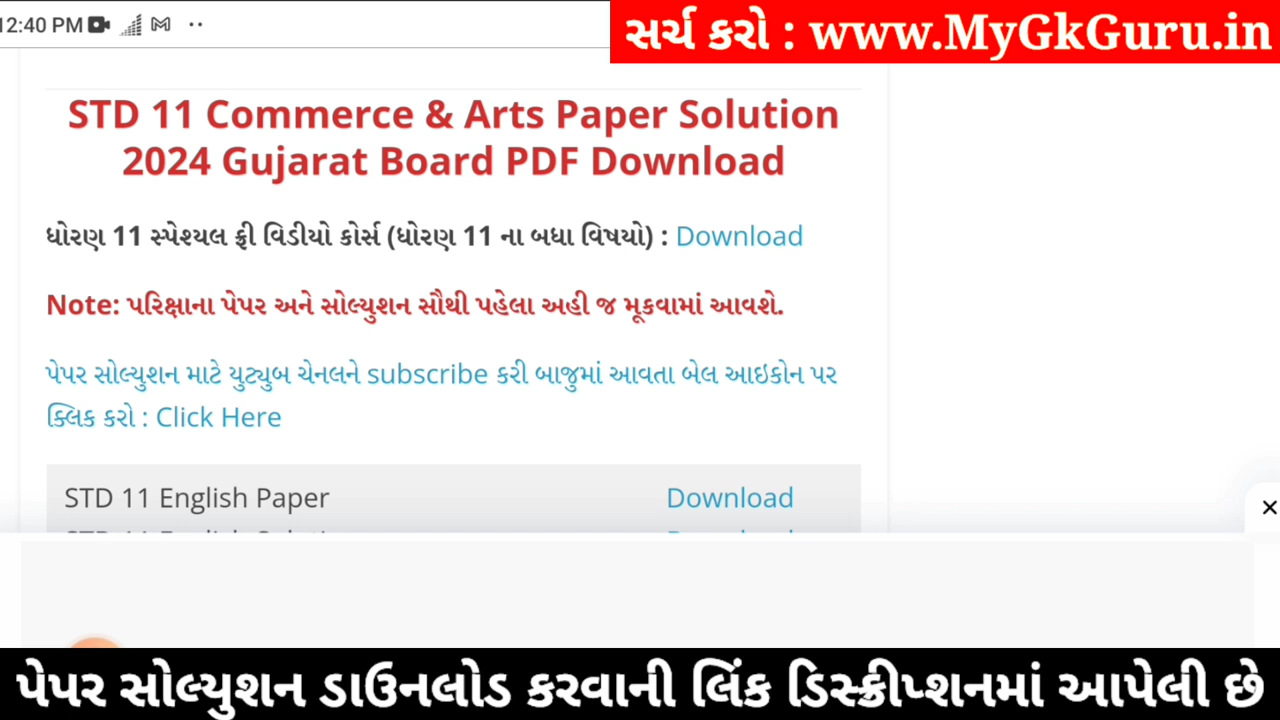 12:40 PM
સર્ચ કરો : www.MyGkGuru.in
STD 11 Commerce & Arts Paper Solution
2024 Gujarat Board PDF Download
ધોરણ 11 સ્પેશ્યલ ફ્રી વિડીયો કોર્સ (ધોરણ 11 ના બધા વિષયો) : Download
Note: પરિક્ષાના પેપર અને સોલ્યુશન સૌથી પહેલા અહી જ મૂકવામાં આવશે.
પેપર સોલ્યુશન માટે યુટ્યુબ ચેનલને subscribe કરી બાજુમાં આવતા બેલ આઇકોન પર
ક્લિક કરો : Click Here
STD 11 English Paper Download
પેપર સોલ્યુશન ડાઉનલોડ કરવાની લિંક ડિસ્ક્રીપ્શનમાં આપેલી છે